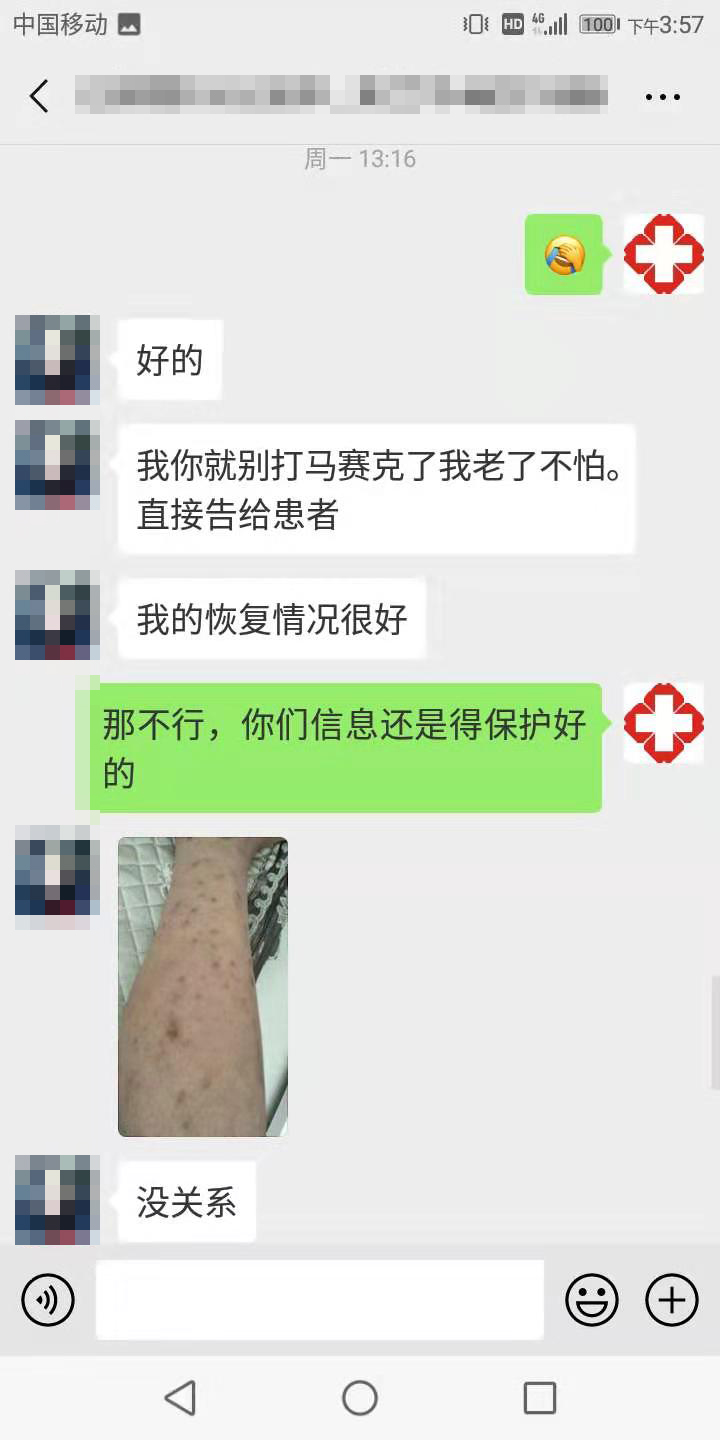 中国移动 HD 4G 100 下午3:57
周一 13:16
好的
我你就别打马赛克了我老了不怕。
直接告给患者
我的恢复情况很好
那不行，你们信息还是得保护好
的
没关系